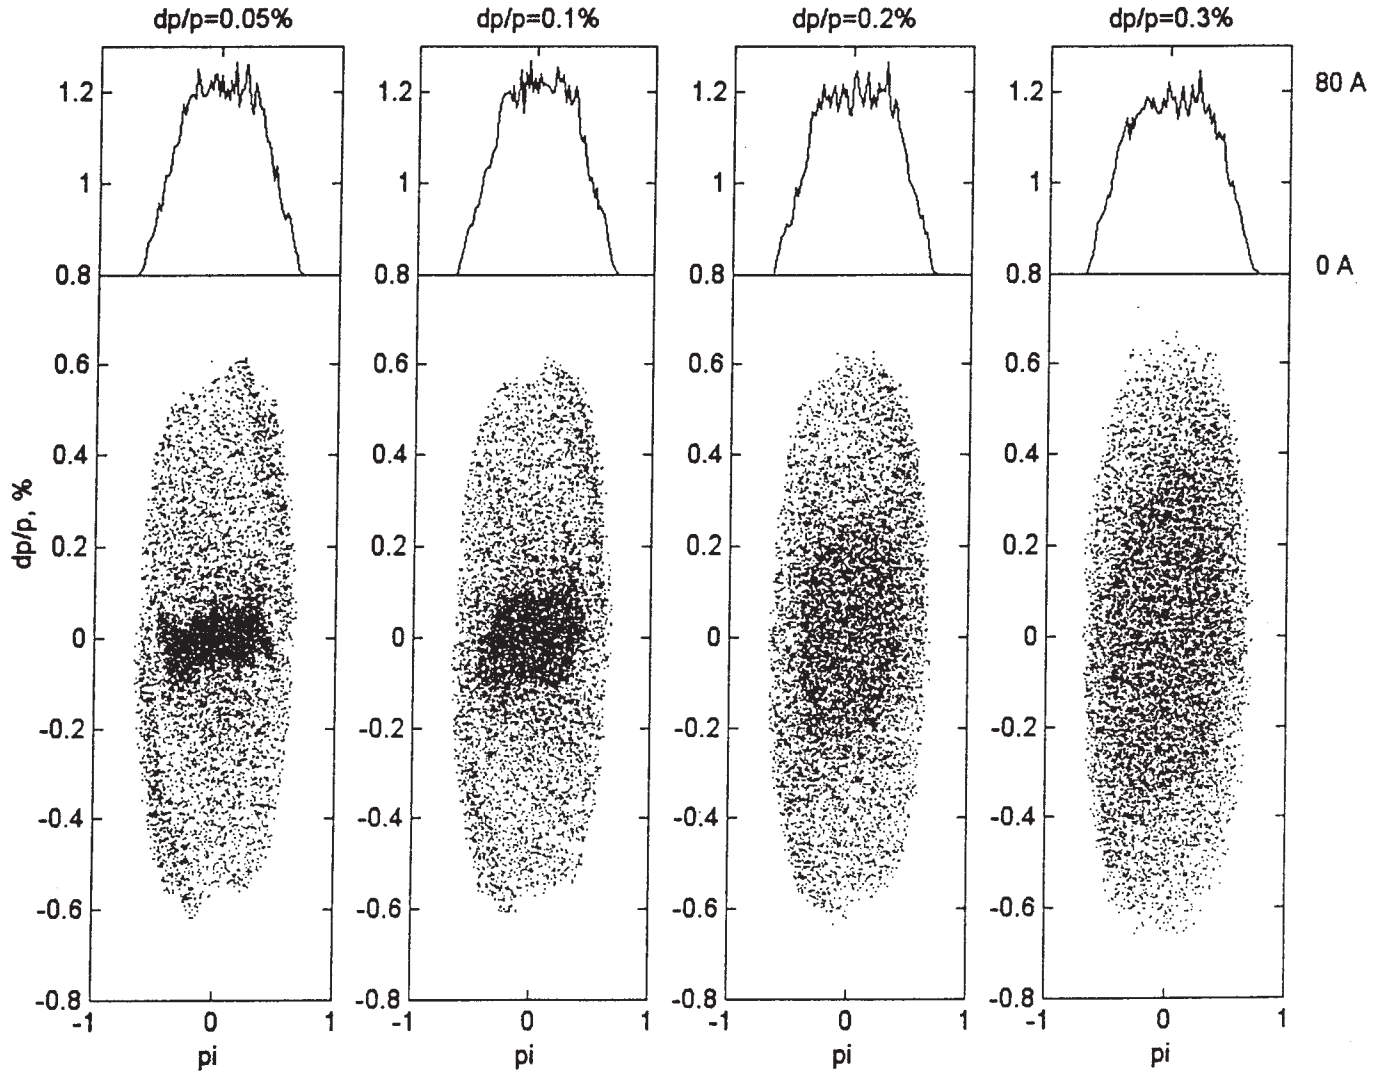 dp/p=0.05% dp/p=0.1% dp/p=0.2% dp/p=0.3%
1.2 1.2 1.2 1.2 80 A
1 1 1 1
0.8 0.8 0.8 0.8 0 A
0.6 0.6 0.6 0.6
0.4 0.4 0.4 0.4
dp/p, %
0.2 0.2 0.2 0.2
0 0 0 0
-0.2 -0.2 -0.2 -0.2
-0.4 -0.4 -0.4 -0.4
-0.6 -0.6 -0.6 -0.6
-0.8 -0.8 -0.8 -0.8
-1 0 1 -1 0 1 -1 0 1 -1 0 1
pi pi pi pi